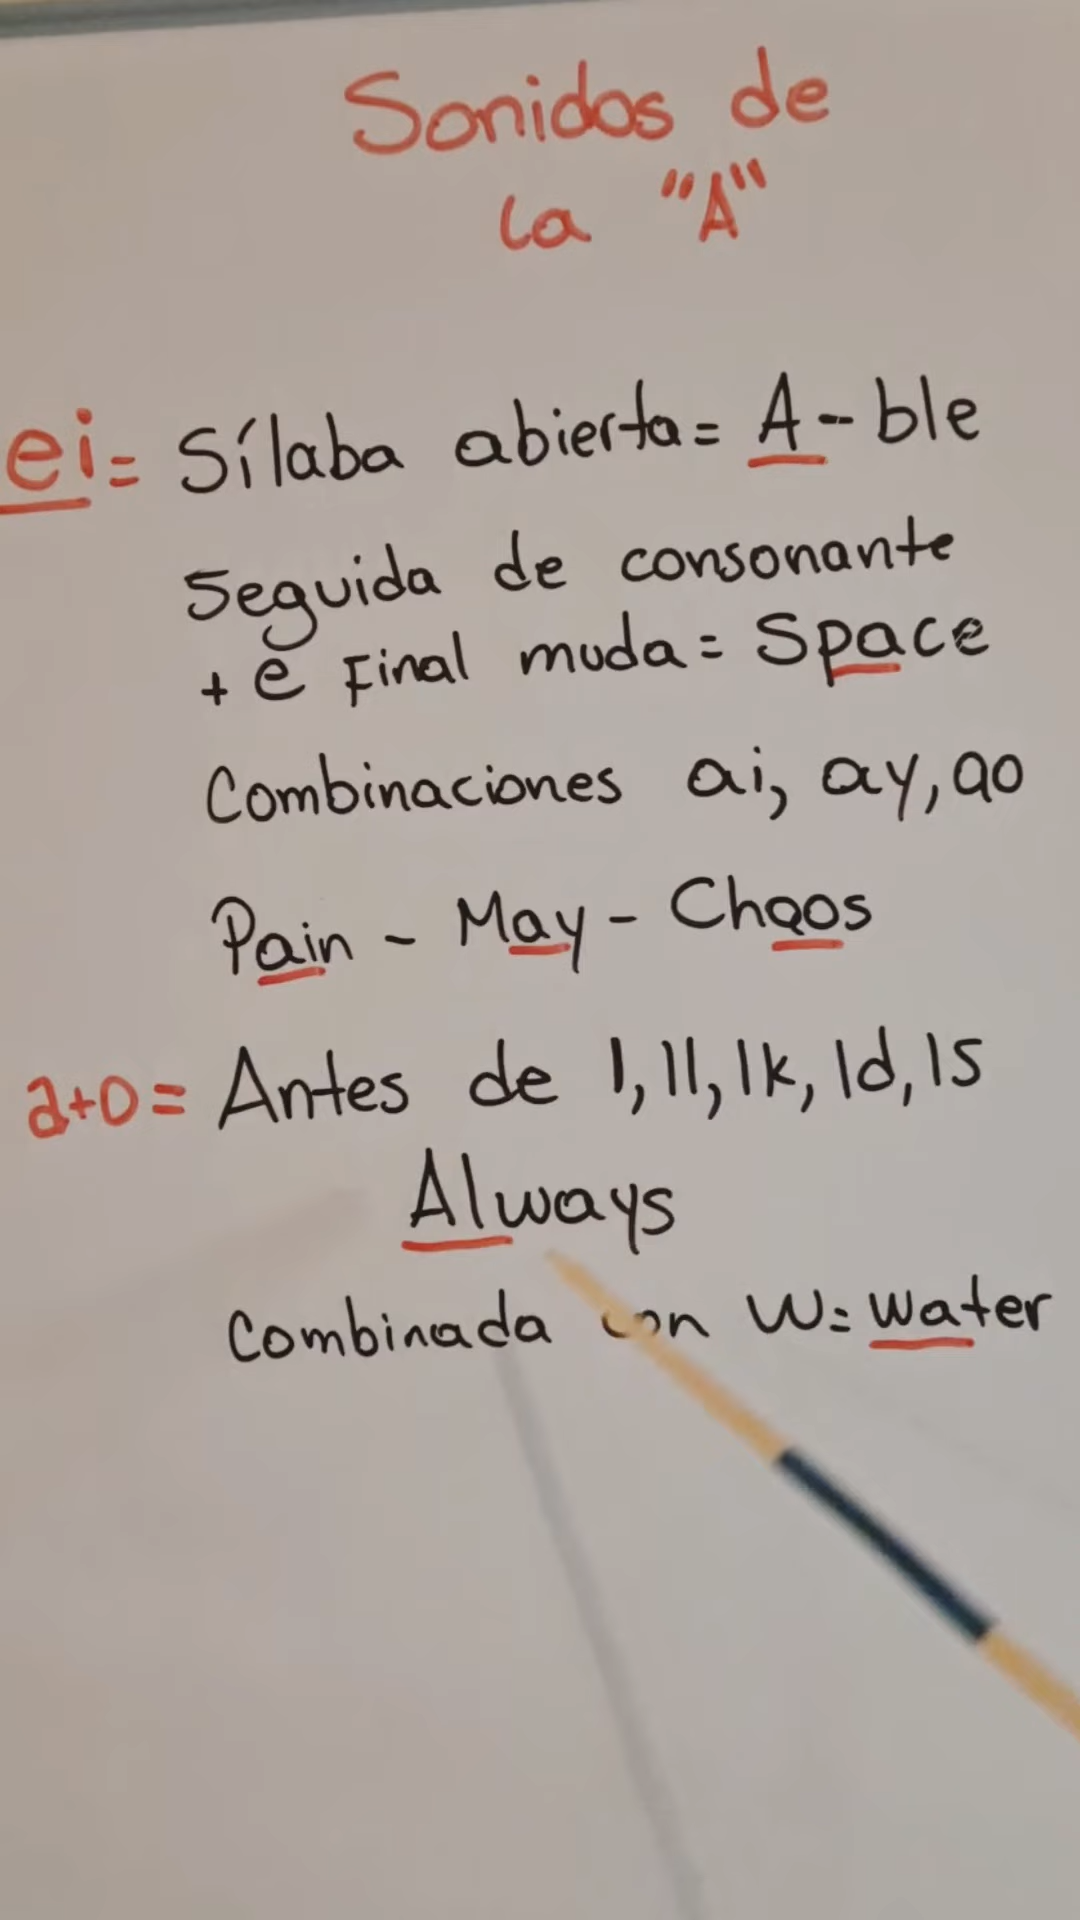 Sonidos de
la "A"
ei= Sílaba abierta= A-ble
Seguida de consonante
+ e Final muda= Space
Combinaciones ai, ay, ao
Pain - May - Chaos
a+o= Antes de l, ll, lk, ld, ls
Always
Combinada con W= water